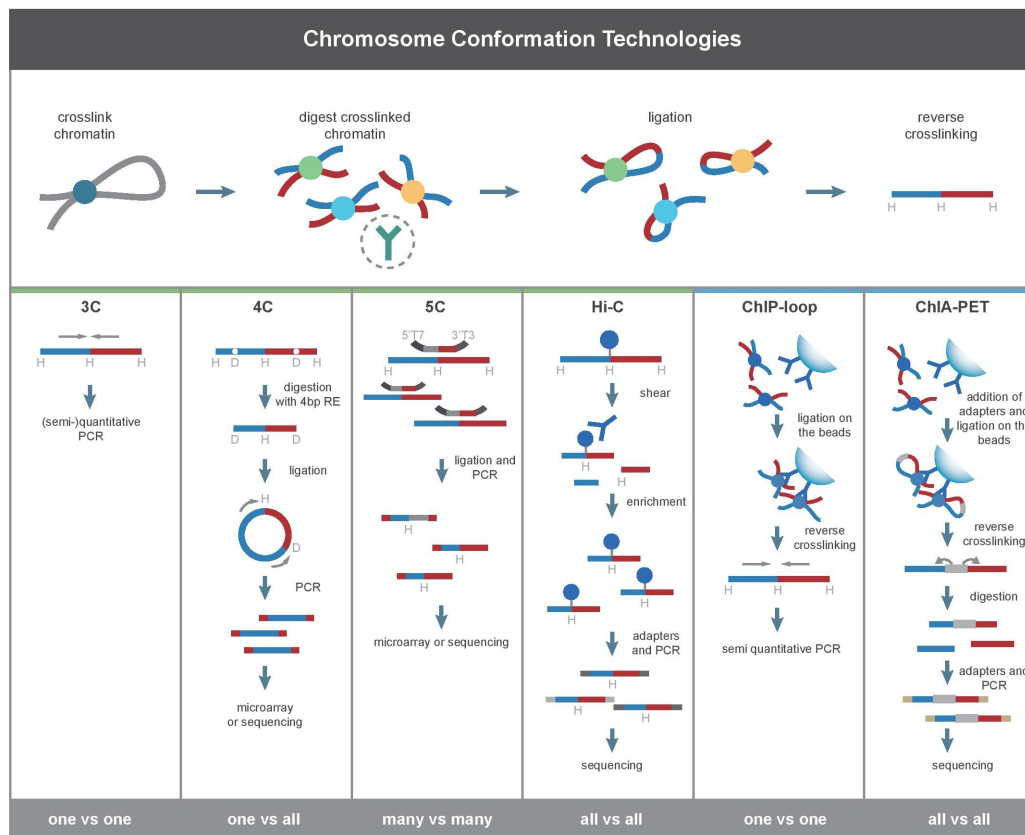 Chromosome Conformation Technologies
crosslink
chromatin
digest crosslinked
chromatin
ligation
reverse
crosslinking
H H H
3C
H H H
(semi-)quantitative
PCR
one vs one
4C
H D H D H
digestion
with 4bp RE
D H D
ligation
H
D
PCR
microarray
or sequencing
one vs all
5C
5'T7 3'T3
H H H
ligation and
PCR
H
H
H
microarray or sequencing
many vs many
Hi-C
H H H
shear
H
enrichment
H
H
H
adapters
and PCR
H
H
H
sequencing
all vs all
ChIP-loop
ligation on
the beads
reverse
crosslinking
H H H
semi quantitative PCR
one vs one
ChIA-PET
addition of
adapters and
ligation on the
beads
reverse
crosslinking
digestion
adapters and
PCR
sequencing
all vs all